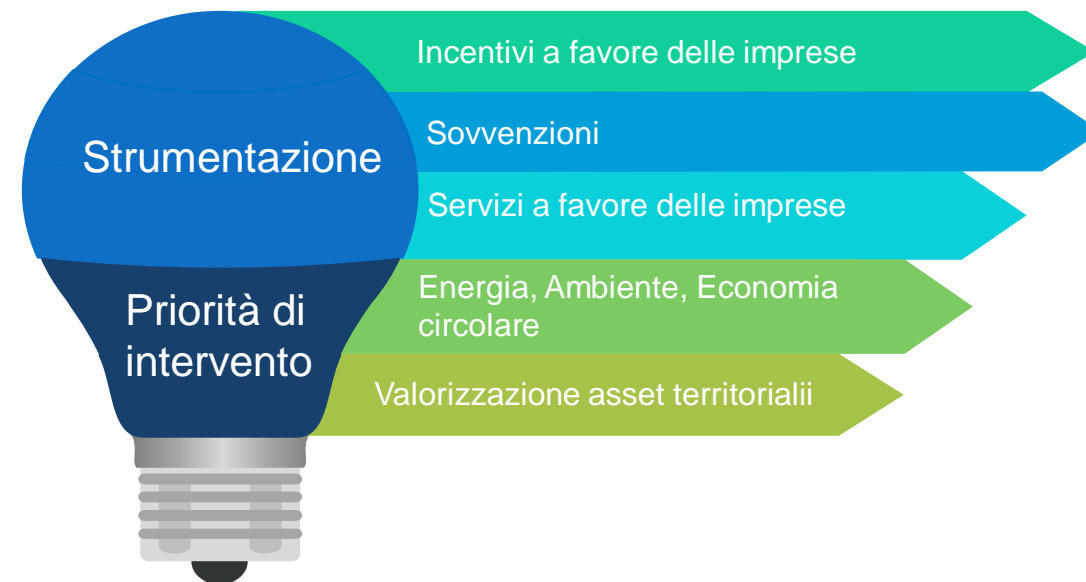 Incentivi a favore delle imprese
Sovvenzioni
Strumentazione
Servizi a favore delle imprese
Energia, Ambiente, Economia
circolare
Priorità di
intervento
Valorizzazione asset territorialii